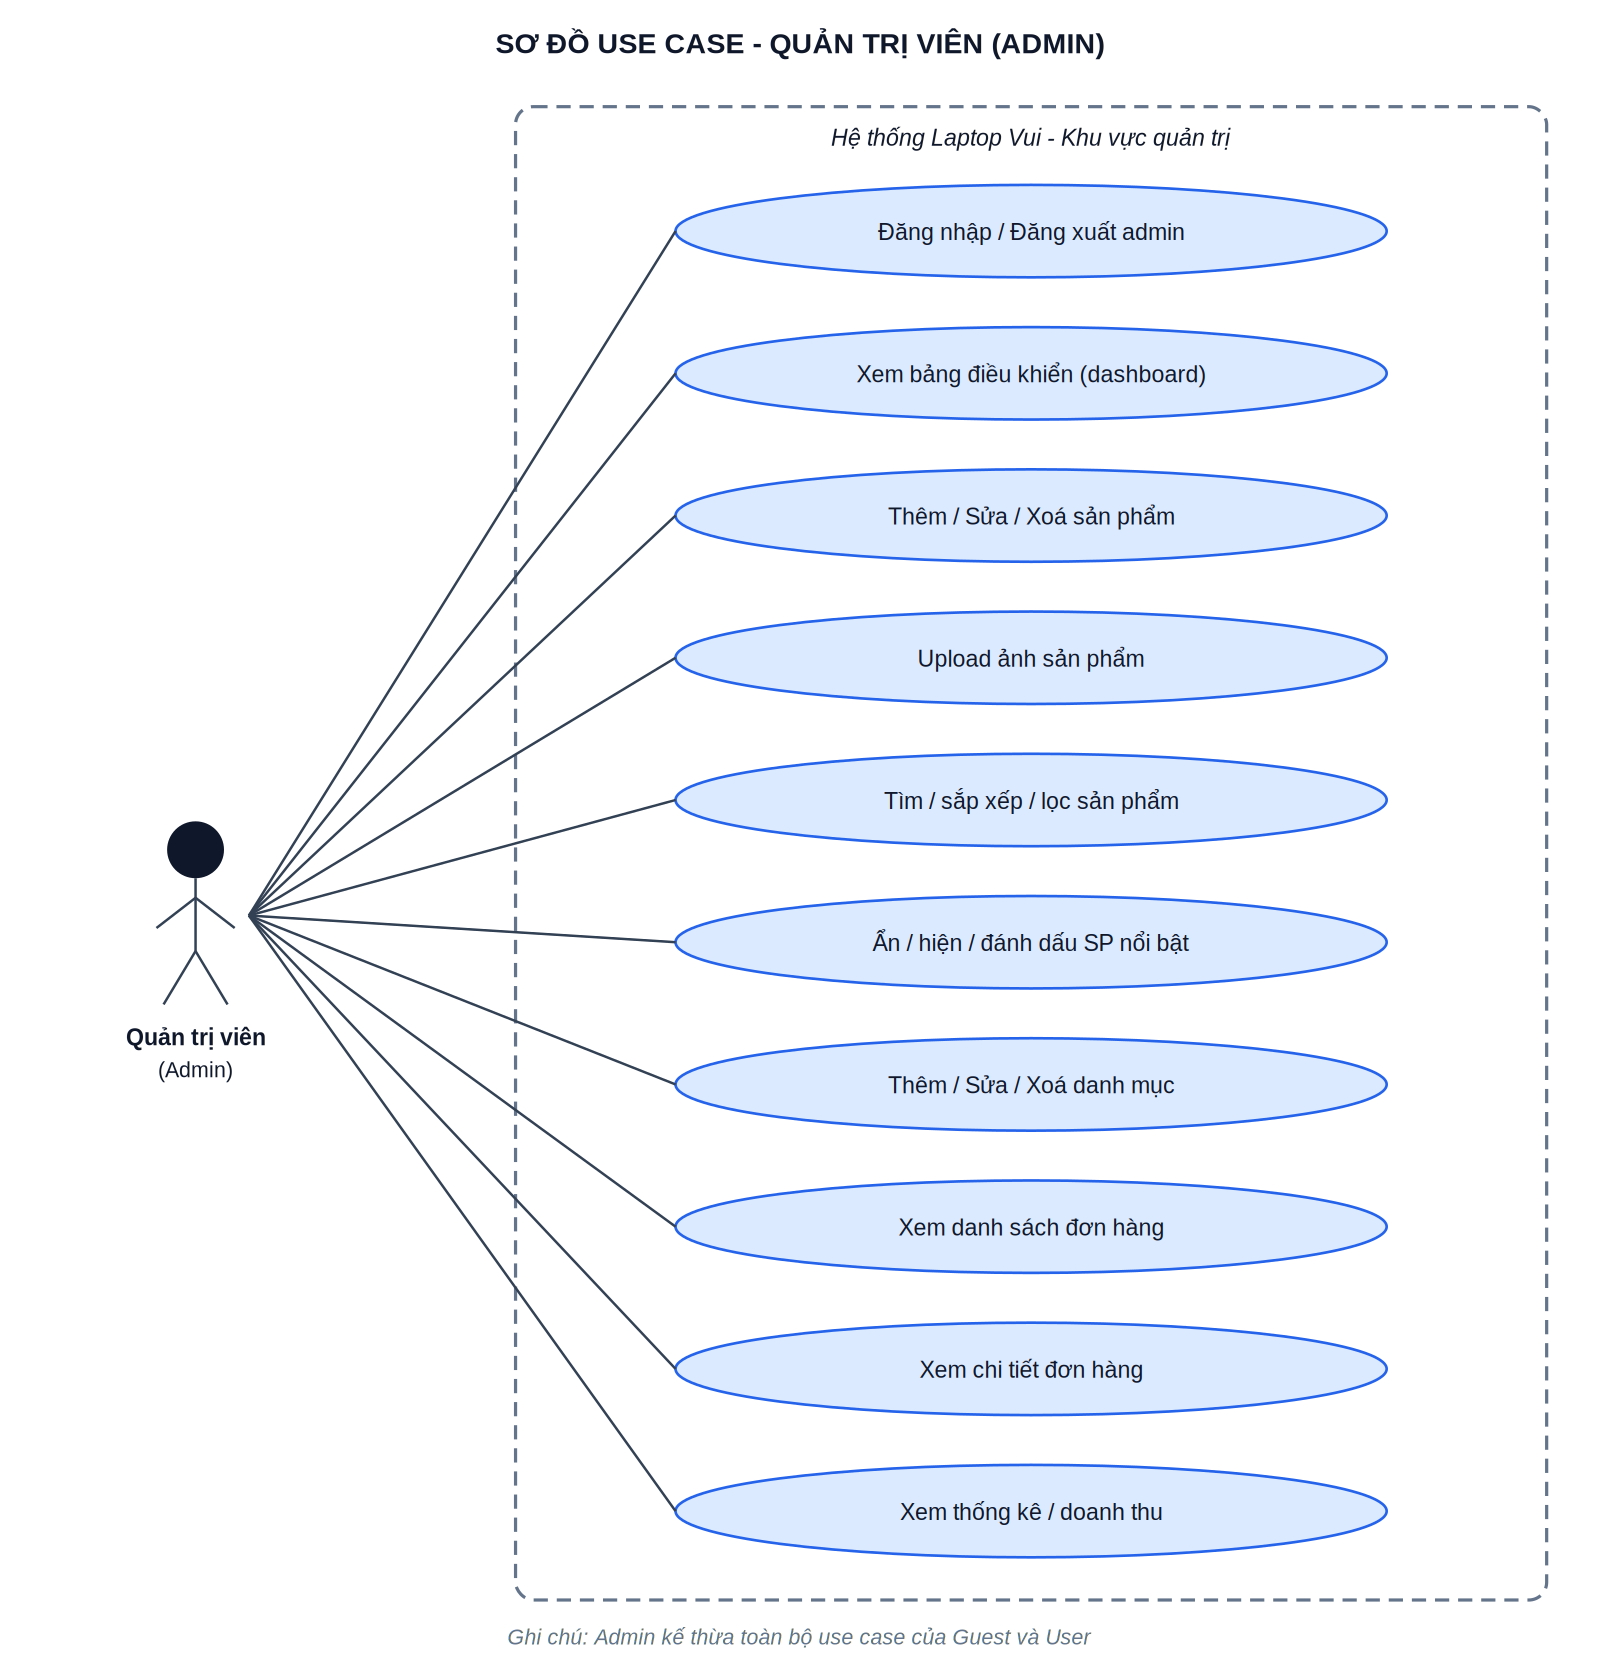 SƠ ĐỒ USE CASE - QUẢN TRỊ VIÊN (ADMIN)
Hệ thống Laptop Vui - Khu vực quản trị
Đăng nhập / Đăng xuất admin
Xem bảng điều khiển (dashboard)
Thêm / Sửa / Xoá sản phẩm
Upload ảnh sản phẩm
Tìm / sắp xếp / lọc sản phẩm
Ẩn / hiện / đánh dấu SP nổi bật
Quản trị viên
(Admin)
Thêm / Sửa / Xoá danh mục
Xem danh sách đơn hàng
Xem chi tiết đơn hàng
Xem thống kê / doanh thu
Ghi chú: Admin kế thừa toàn bộ use case của Guest và User